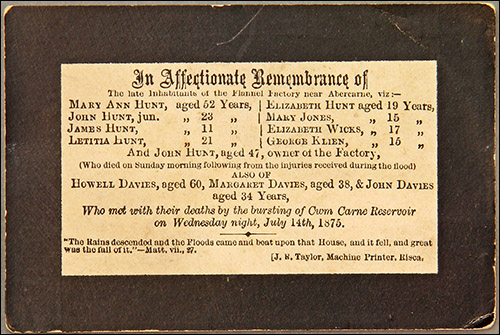 In Affectionate Remembrance of
The late Inhabitants of the Flannel Factory near Abercarne, viz:—
MARY ANN HUNT, aged 52 Years, ELIZABETH HUNT aged 19 Years,
JOHN HUNT, jun. „ 23 „ MARY JONES, „ 15 „
JAMES HUNT, „ 11 „ ELIZABETH WICKS, „ 17 „
LETITIA HUNT, „ 21 „ GEORGE KLIEN, „ 15 „
And JOHN HUNT, aged 47, owner of the Factory,
(Who died on Sunday morning following from the injuries received during the flood)
ALSO OF
HOWELL DAVIES, aged 60, MARGARET DAVIES, aged 38, & JOHN DAVIES
aged 34 Years,
Who met with their deaths by the bursting of Cwm Carne Reservoir
on Wednesday night, July 14th, 1875.
"The Rains descended and the Floods came and beat upon that House, and it fell, and great
was the fall of it."—Matt. vii., 27.
[J. R. Taylor, Machine Printer, Risca.